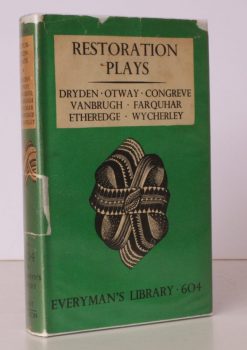 RESTORATION
PLAYS
DRYDEN · OTWAY · CONGREVE
VANBRUGH · FARQUHAR
ETHEREDGE · WYCHERLEY
EVERYMAN'S LIBRARY · 604